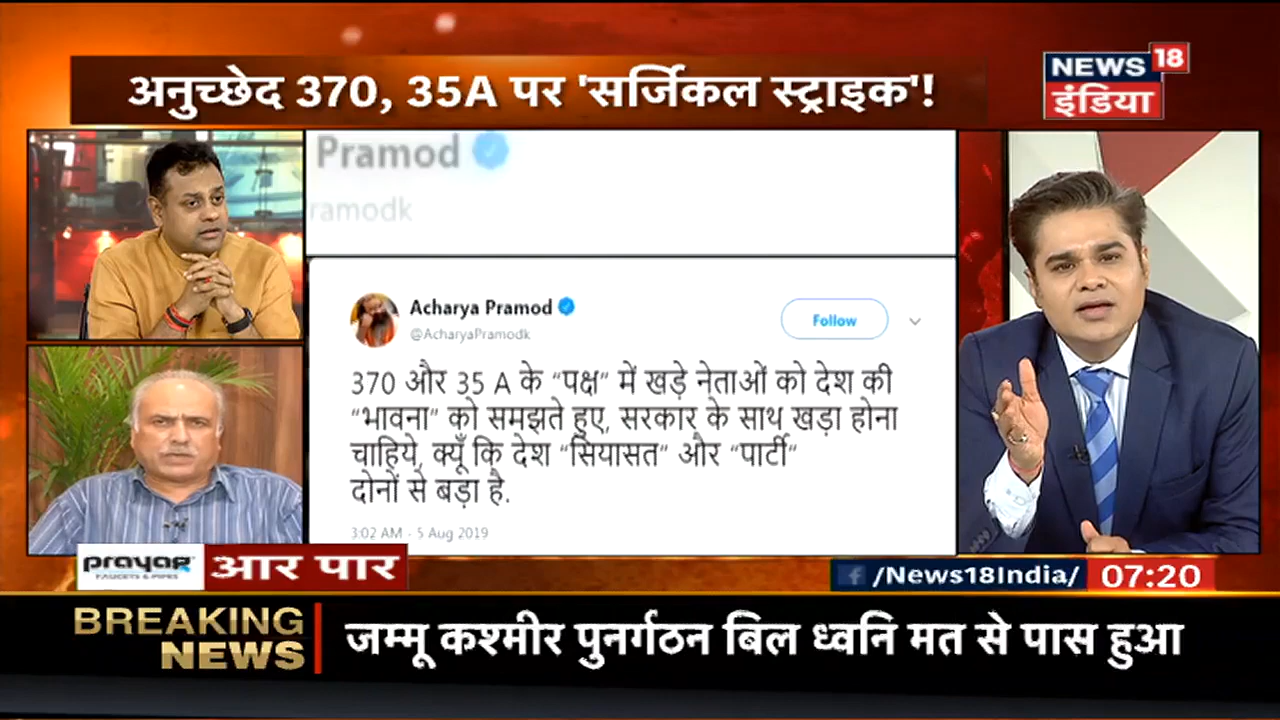 अनुच्छेद 370, 35A पर 'सर्जिकल स्ट्राइक'!
NEWS 18
इंडिया
Pramod
ramodk
Acharya Pramod
@AcharyaPramodk
Follow
370 और 35 A के “पक्ष” में खड़े नेताओं को देश की
“भावना” को समझते हुए, सरकार के साथ खड़ा होना
चाहिये, क्यूँ कि देश “सियासत” और “पार्टी“
दोनों से बड़ा है.
3:02 AM - 5 Aug 2019
prayag
FAUCETS & PIPES
आर पार
/News18India/
07:20
BREAKING
NEWS
जम्मू कश्मीर पुनर्गठन बिल ध्वनि मत से पास हुआ